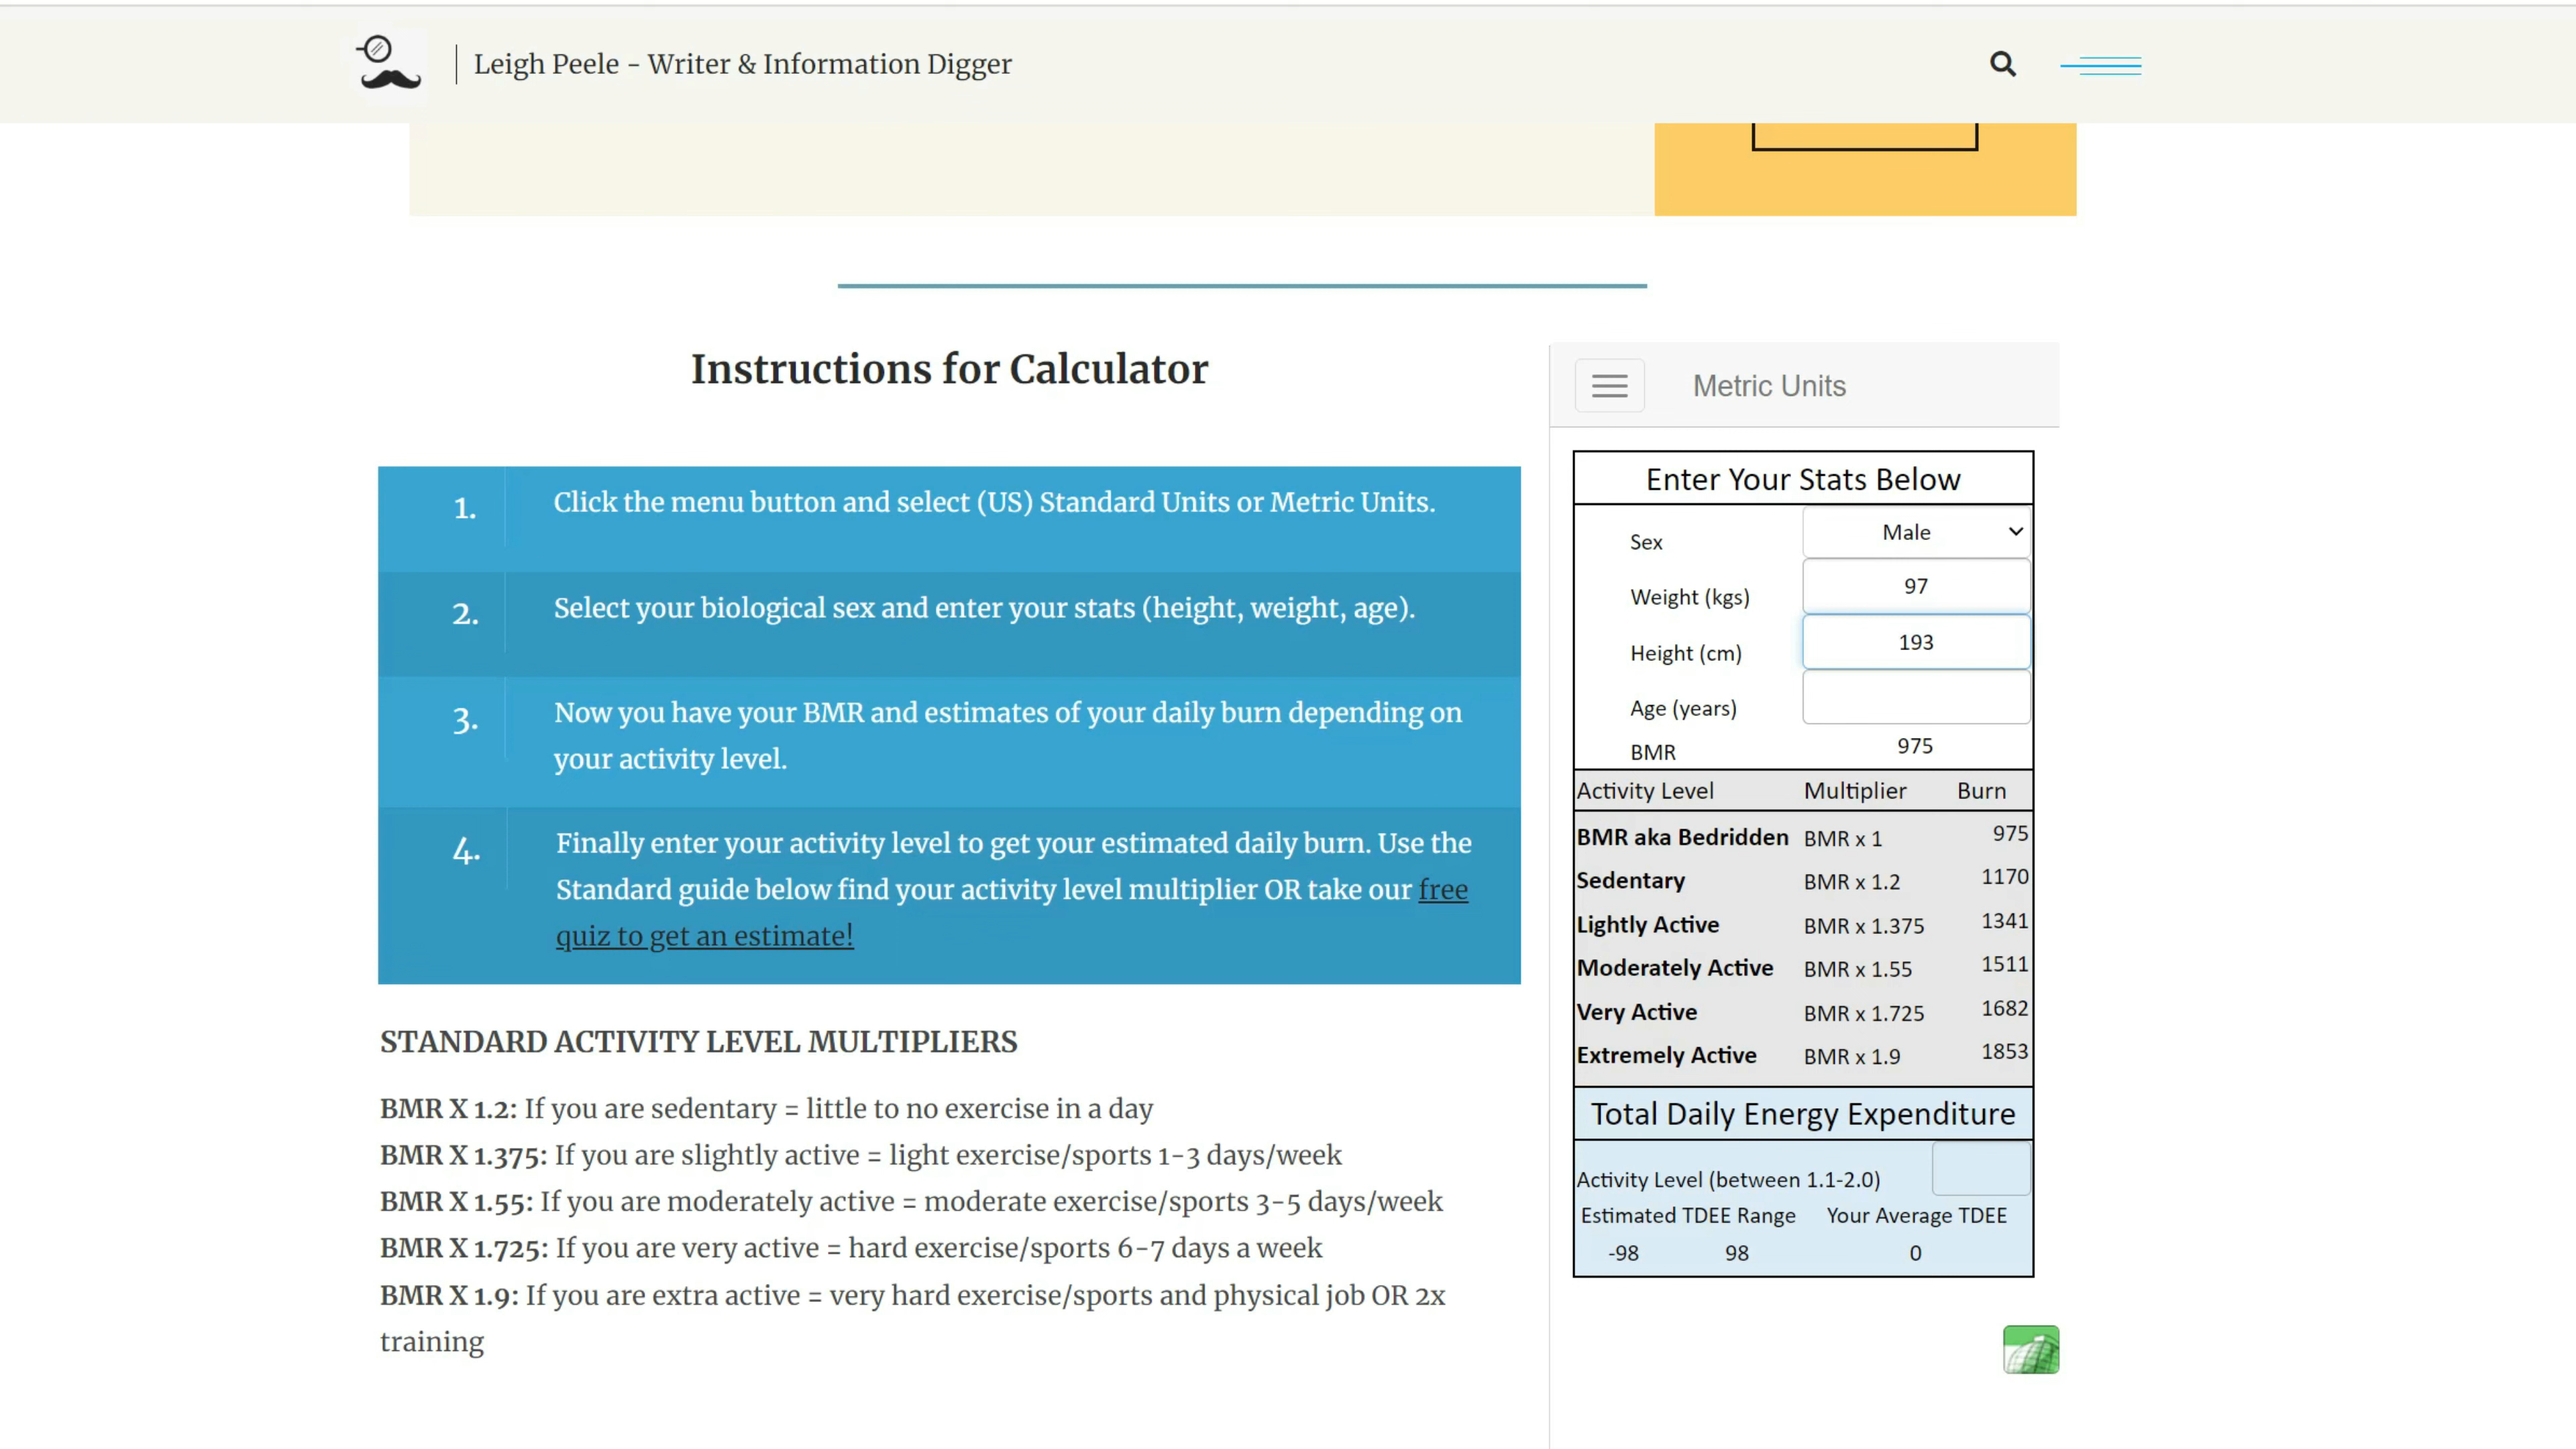 Leigh Peele - Writer & Information Digger
Instructions for Calculator
1. Click the menu button and select (US) Standard Units or Metric Units.
2. Select your biological sex and enter your stats (height, weight, age).
3. Now you have your BMR and estimates of your daily burn depending on
your activity level.
4. Finally enter your activity level to get your estimated daily burn. Use the
Standard guide below find your activity level multiplier OR take our free
quiz to get an estimate!
STANDARD ACTIVITY LEVEL MULTIPLIERS
BMR X 1.2: If you are sedentary = little to no exercise in a day
BMR X 1.375: If you are slightly active = light exercise/sports 1-3 days/week
BMR X 1.55: If you are moderately active = moderate exercise/sports 3-5 days/week
BMR X 1.725: If you are very active = hard exercise/sports 6-7 days a week
BMR X 1.9: If you are extra active = very hard exercise/sports and physical job OR 2x
training
Metric Units
Enter Your Stats Below
Sex Male
Weight (kgs) 97
Height (cm) 193
Age (years)
BMR 975
Activity Level Multiplier Burn
BMR aka Bedridden BMR x 1 975
Sedentary BMR x 1.2 1170
Lightly Active BMR x 1.375 1341
Moderately Active BMR x 1.55 1511
Very Active BMR x 1.725 1682
Extremely Active BMR x 1.9 1853
Total Daily Energy Expenditure
Activity Level (between 1.1-2.0)
Estimated TDEE Range Your Average TDEE
-98 98 0